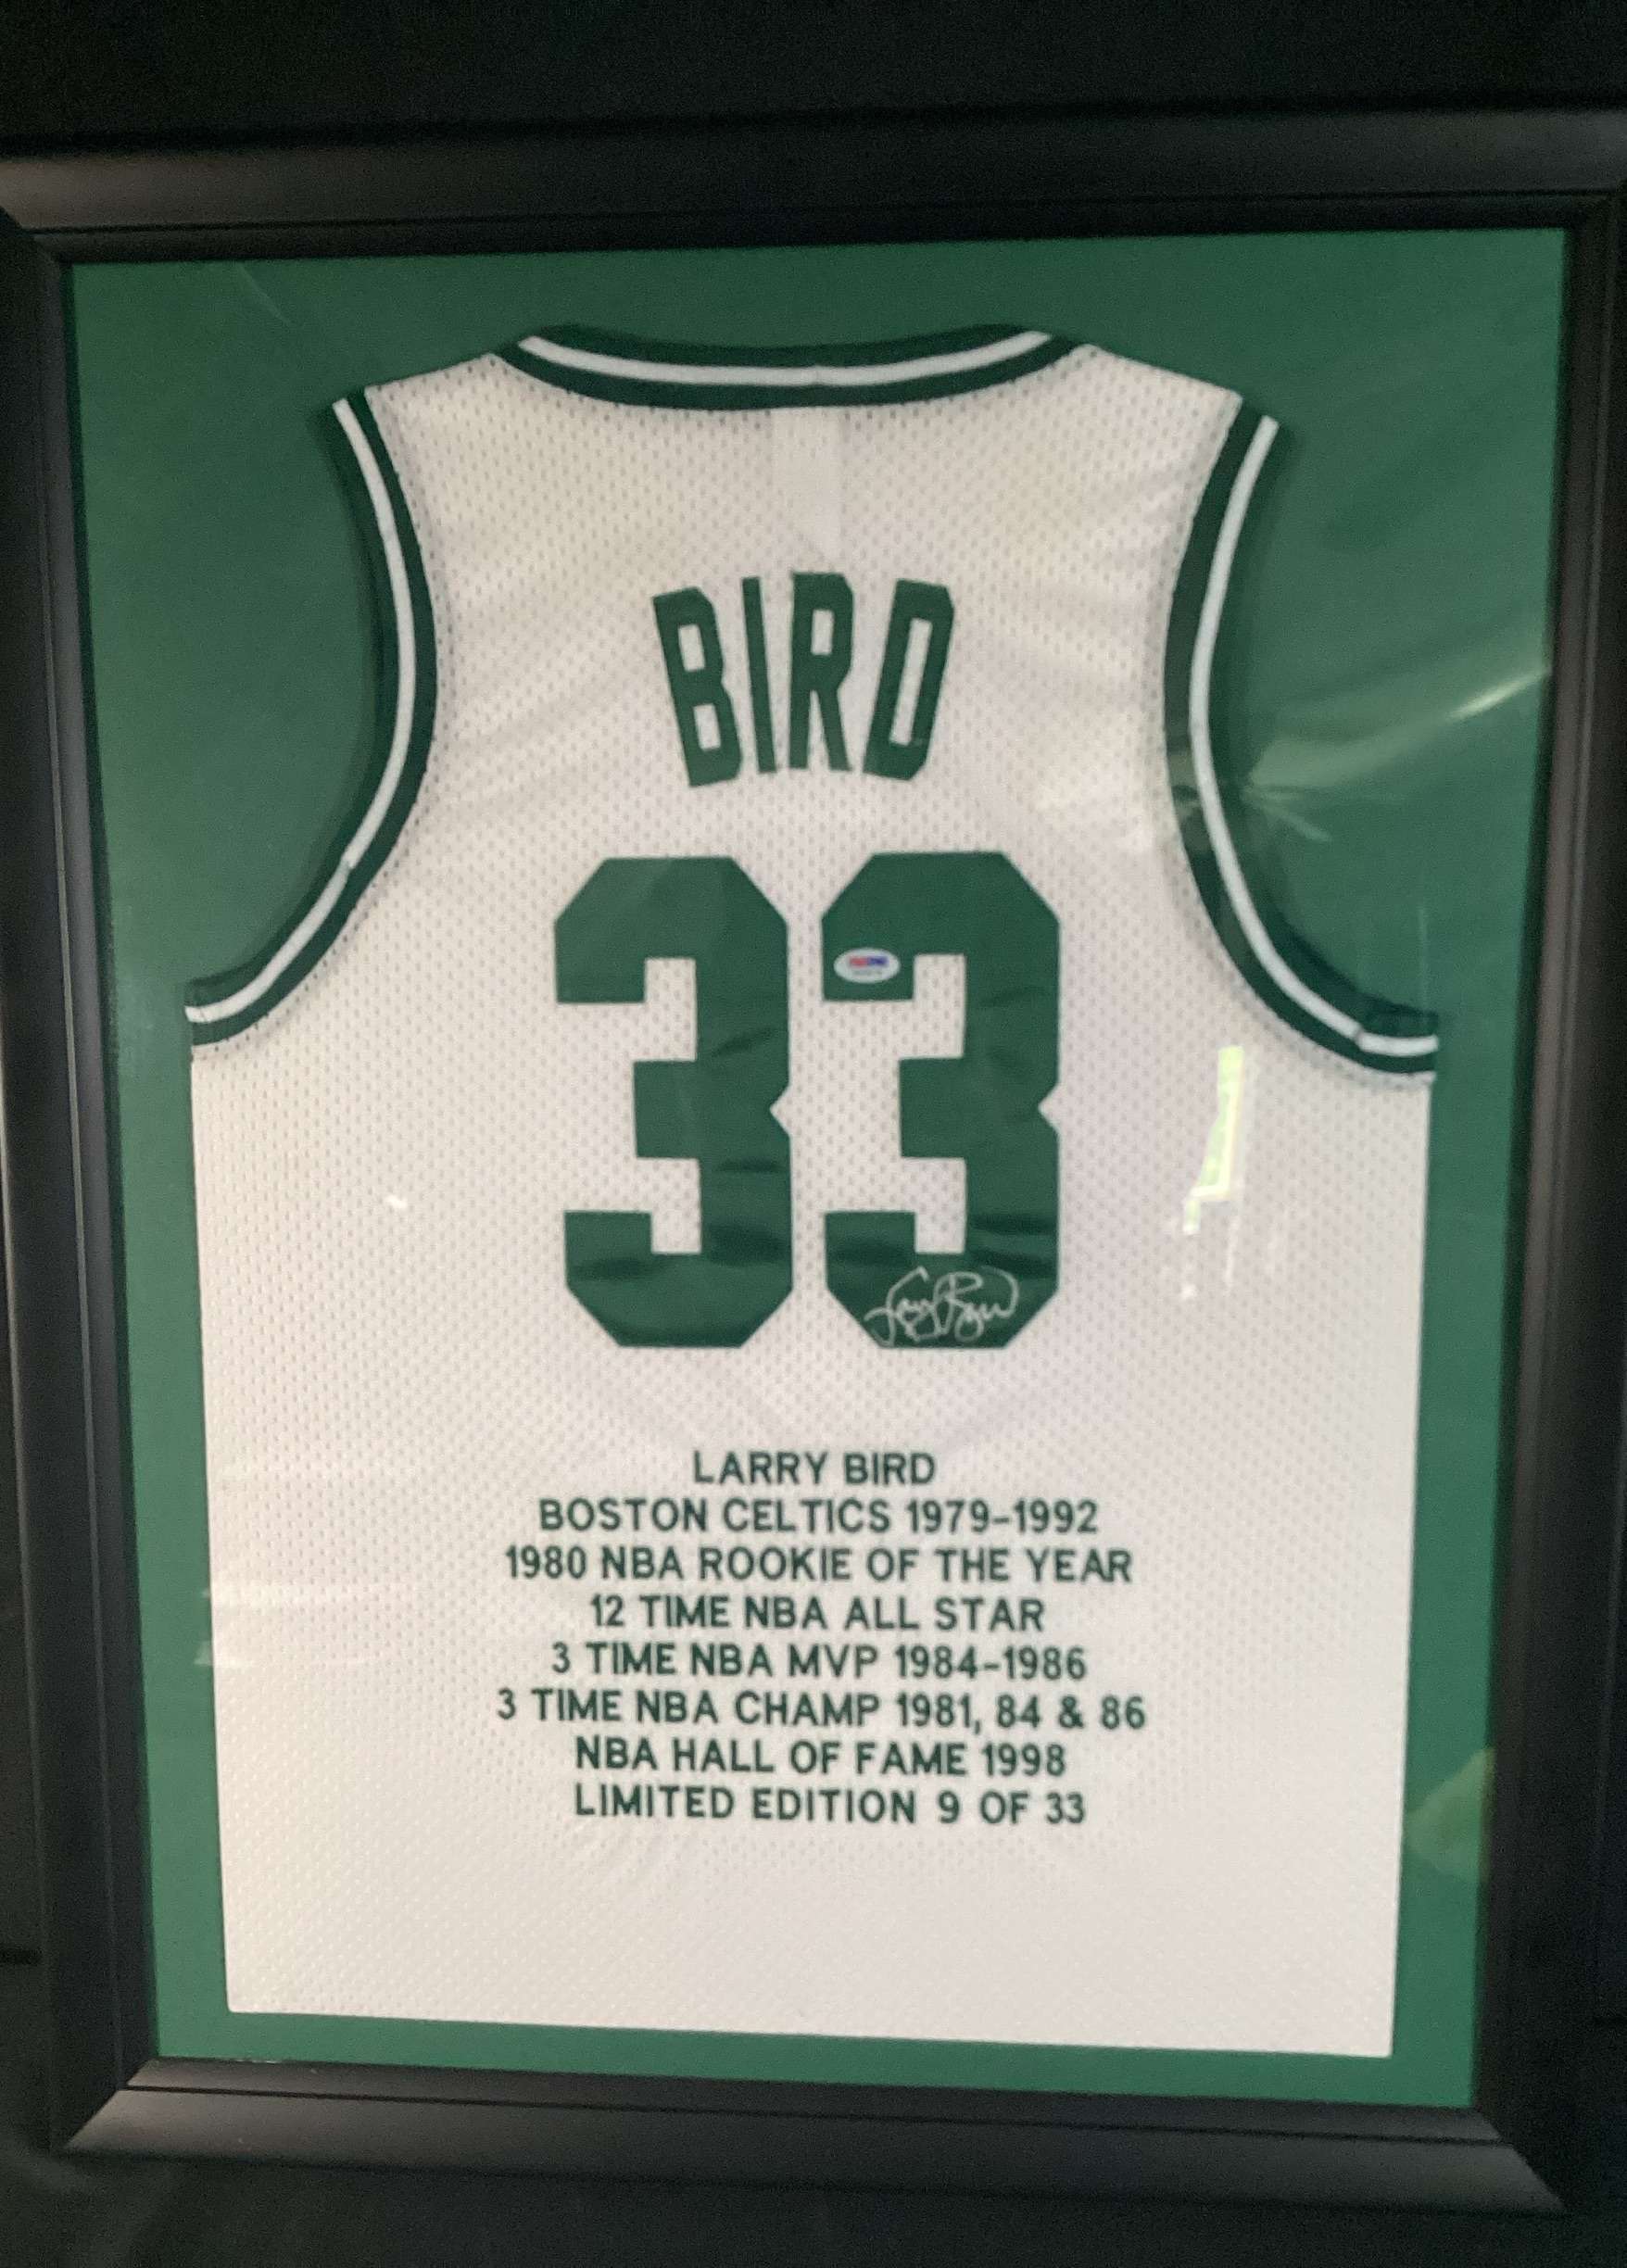 BIRD
33
Larry Bird
LARRY BIRD
BOSTON CELTICS 1979-1992
1980 NBA ROOKIE OF THE YEAR
12 TIME NBA ALL STAR
3 TIME NBA MVP 1984-1986
3 TIME NBA CHAMP 1981, 84 & 86
NBA HALL OF FAME 1998
LIMITED EDITION 9 OF 33